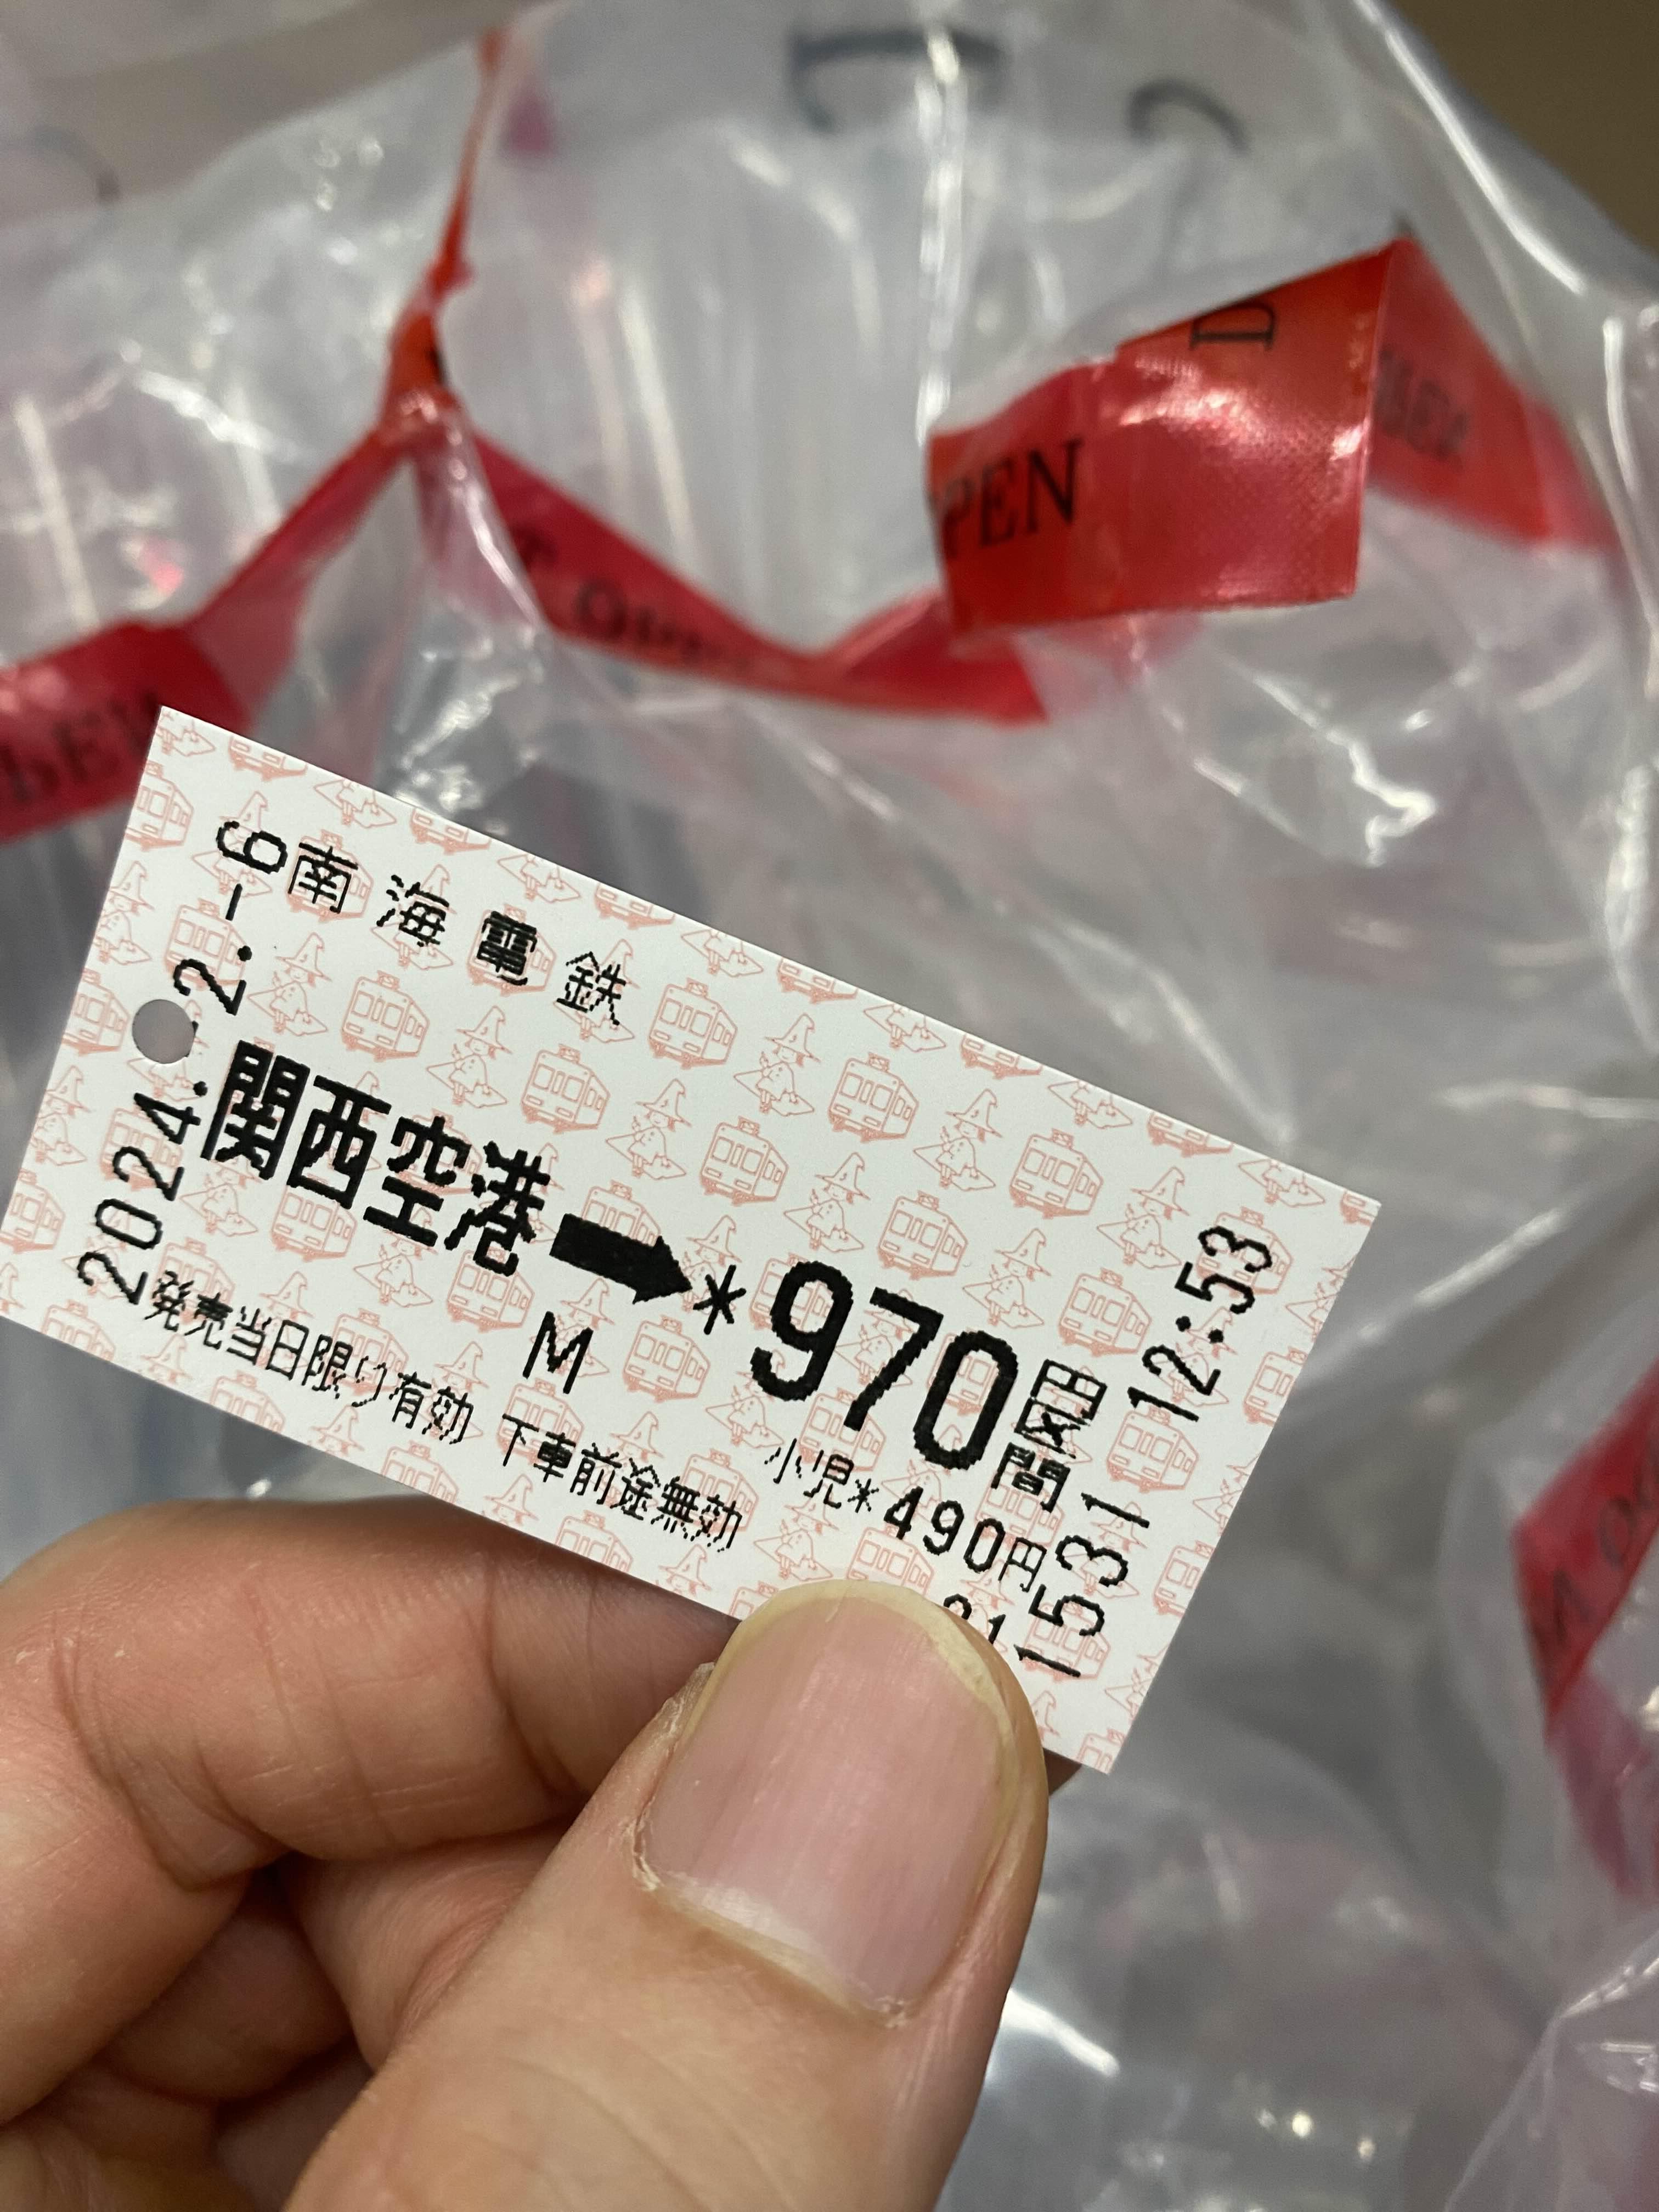 D
PEN
T OPE
南海電鉄
関西空港➡*970円区間
M
小児*490円
発売当日限り有効 下車前途無効
2024.-2.-6
12:53
1531